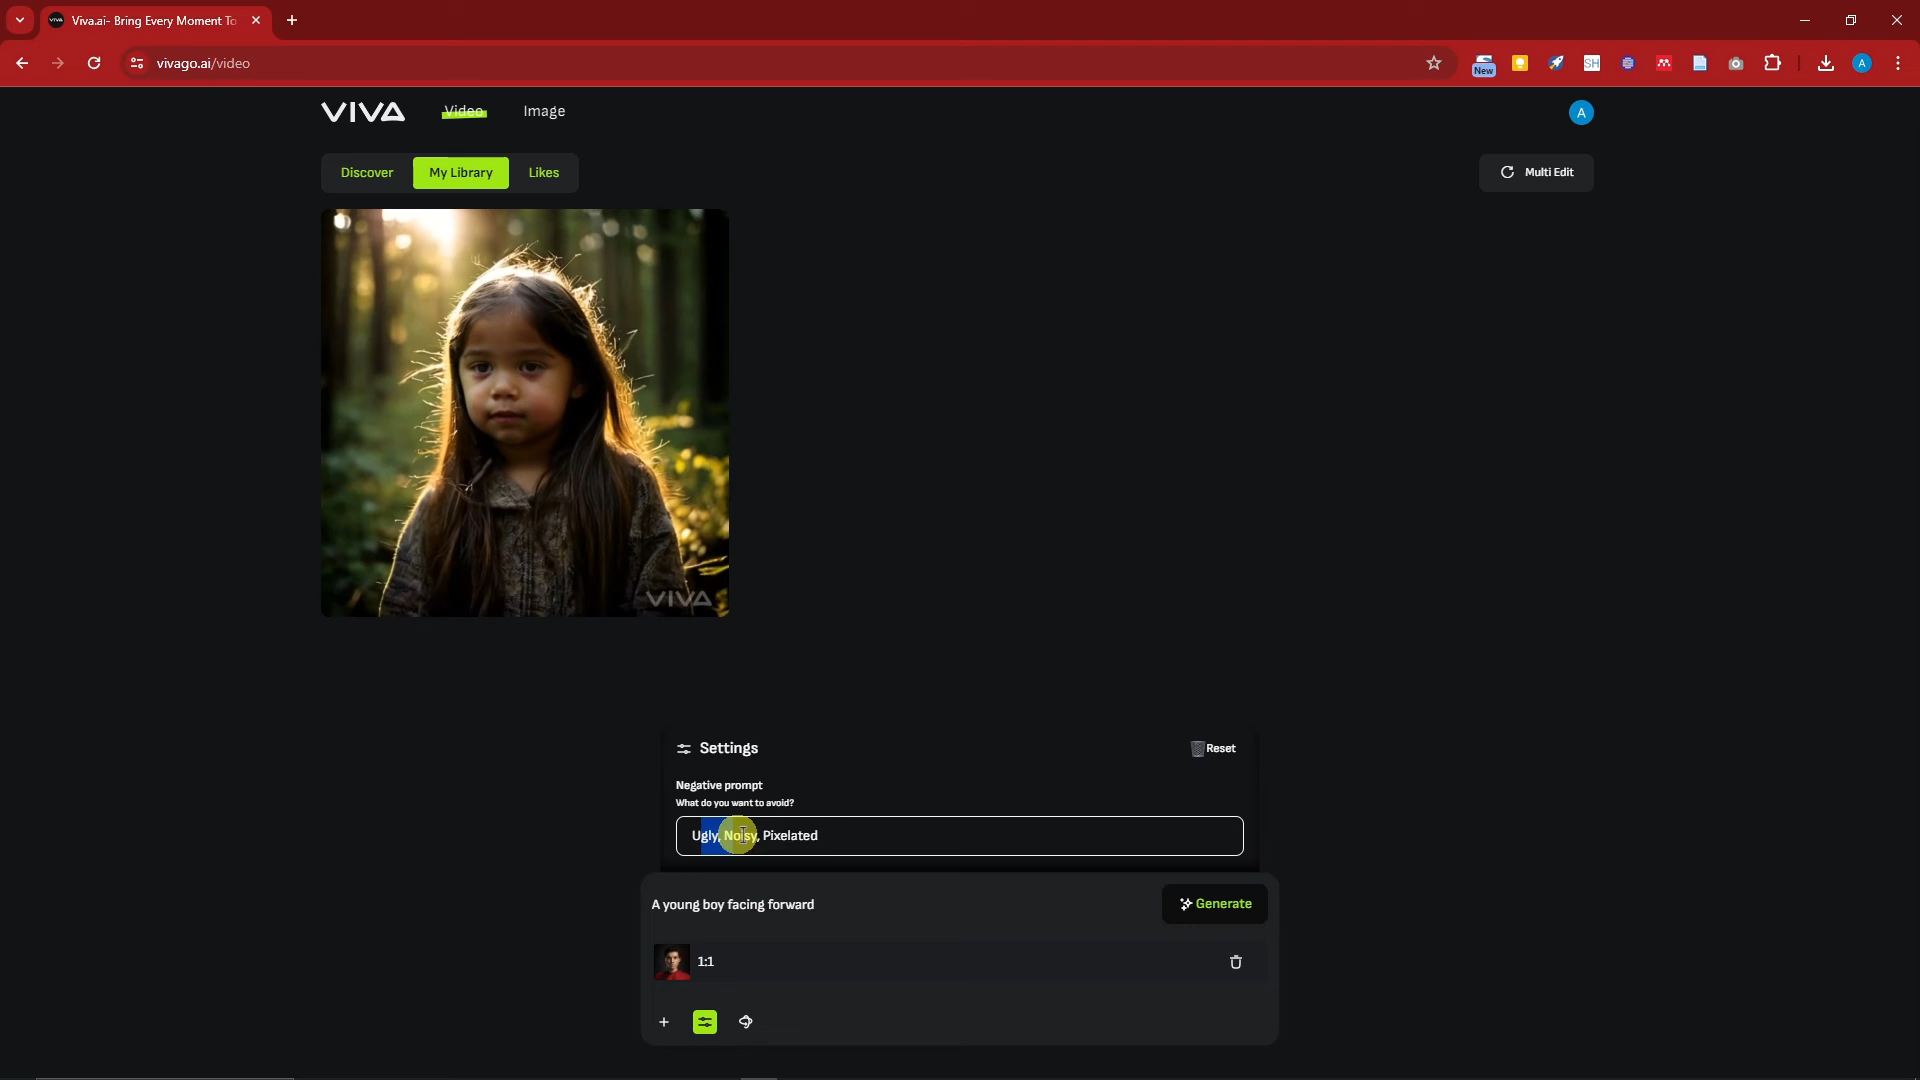 Viva.ai- Bring Every Moment To
vivago.ai/video
New
SH
A
VIVA
Video
Image
A
Discover
My Library
Likes
Multi Edit
VIVA
Settings
Reset
Negative prompt
What do you want to avoid?
Ugly, Noisy, Pixelated
A young boy facing forward
Generate
1:1